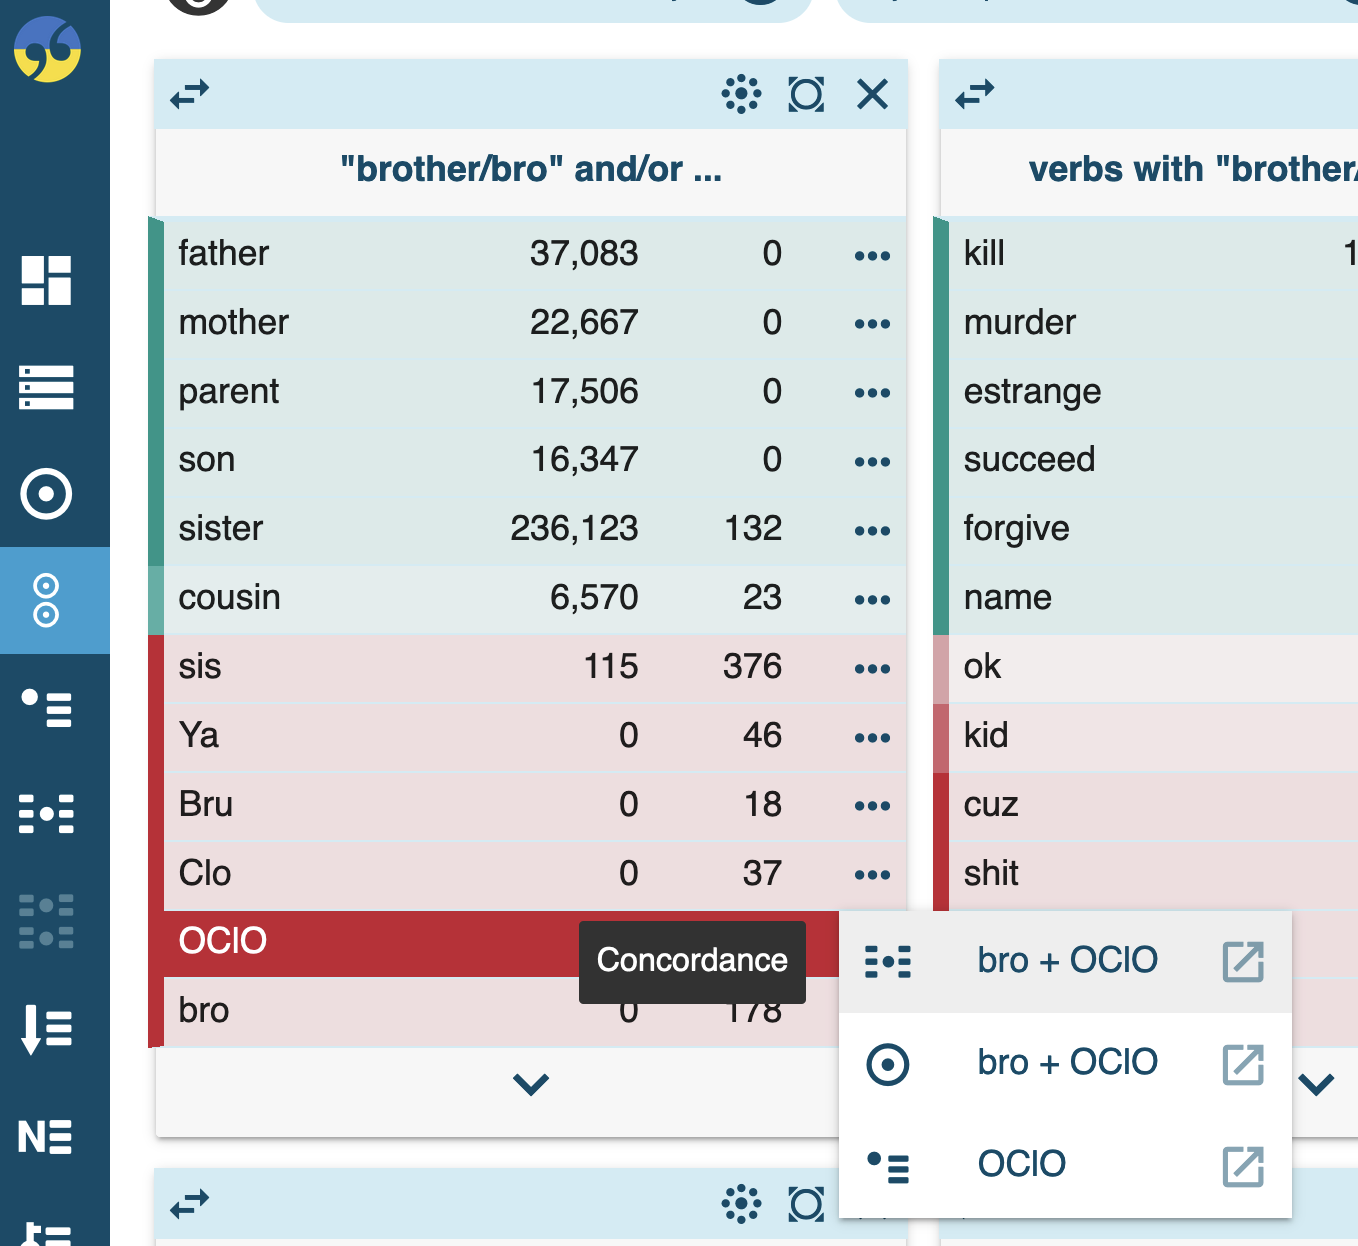 "brother/bro" and/or ...
father 37,083 0
mother 22,667 0
parent 17,506 0
son 16,347 0
sister 236,123 132
cousin 6,570 23
sis 115 376
Ya 0 46
Bru 0 18
Clo 0 37
OCIO
Concordance
bro 0 178
verbs with "brother/
kill 1
murder
estrange
succeed
forgive
name
ok
kid
cuz
shit
bro + OCIO
bro + OCIO
OCIO
N